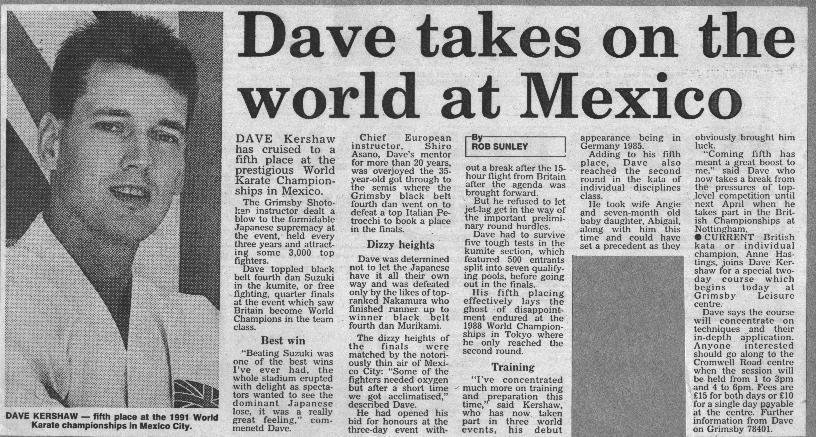 Dave takes on the
world at Mexico
DAVE Kershaw
has cruised to a
fifth place at the
prestigious World
Karate Champion-
ships in Mexico.
The Grimsby Shoto-
kan instructor dealt a
blow to the formidable
Japanese supremacy at
the event, held every
three years and attract-
ing some 3,000 top
fighters.
Dave toppled black
belt fourth dan Suzuki
in the kumite, or free
fighting, quarter finals
at the event which saw
Britain become World
Champions in the team
class.
Best win
"Beating Suzuki was
one of the best wins
I've ever had, the
whole stadium erupted
with delight as specta-
tors wanted to see the
dominant Japanese
lose, it was a really
great feeling," com-
menetd Dave.
Chief European
instructor, Shiro
Asano, Dave's mentor
for more than 20 years,
was overjoyed the 35-
year-old got through to
the semis where the
Grimsby black belt
fourth dan went on to
defeat a top Italian Pe-
trocchi to book a place
in the finals.
Dizzy heights
Dave was determined
not to let the Japanese
have it all their own
way and was defeated
only by the likes of top-
ranked Nakamura who
finished runner up to
winner black belt
fourth dan Murikami.
The dizzy heights of
the finals were
matched by the notori-
ously thin air of Mexi-
co City: "Some of the
fighters needed oxygen
but after a short time
we got acclimatised,"
described Dave.
He had opened his
bid for honours at the
three-day event with-
By
ROB SUNLEY
out a break after the 15-
hour flight from Britain
after the agenda was
brought forward.
But he refused to let
jet-lag get in the way of
the important prelimi-
nary round hurdles.
Dave had to survive
five tough tests in the
kumite section, which
featured 500 entrants
split into seven qualify-
ing pools, before going
out in the finals.
His fifth placing
effectively lays the
ghost of disappoint-
ment endured at the
1988 World Champion-
ships in Tokyo where
he only reached the
second round.
Training
"I've concentrated
much more on training
and preparation this
time," said Kershaw,
who has now taken
part in three world
events, his debut
appearance being in
Germany 1985.
Adding to his fifth
place, Dave also
reached the second
round in the kata of
individual disciplines
class.
He took wife Angie
and seven-month old
baby daughter, Abigail,
along with him this
time and could have
set a precedent as they
obviously brought him
luck.
"Coming fifth has
meant a great boost to
me," said Dave who
now takes a break from
the pressures of top-
level competition until
next April when he
takes part in the Brit-
ish Championships at
Nottingham.
● CURRENT British
kata or individual
champion, Anne Has-
tings, joins Dave Ker-
shaw for a special two-
day course which
begins today at
Grimsby Leisure
centre.
Dave says the course
will concentrate on
techniques and their
in-depth application.
Anyone interested
should go along to the
Cromwell Road centre
when the session will
be held from 1 to 3pm
and 4 to 6pm. Fees are
£15 for both days or £10
for a single day payable
at the centre. Further
information from Dave
on Grimsby 78401.
DAVE KERSHAW — fifth place at the 1991 World
Karate championships in Mexico City.